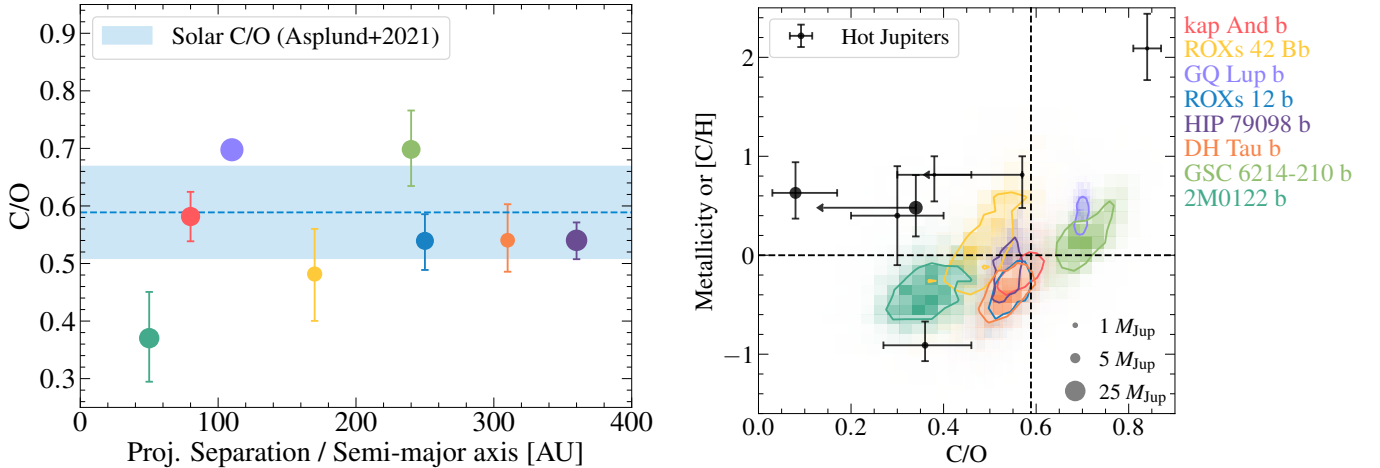 0.9
0.8
0.7
0.6
0.5
0.4
0.3
C/O
Solar C/O (Asplund+2021)
0
100
200
300
400
Proj. Separation / Semi-major axis [AU]
Hot Jupiters
2
1
0
−1
Metallicity or [C/H]
1 M_Jup
5 M_Jup
25 M_Jup
0.0
0.2
0.4
0.6
0.8
C/O
kap And b
ROXs 42 Bb
GQ Lup b
ROXs 12 b
HIP 79098 b
DH Tau b
GSC 6214-210 b
2M0122 b